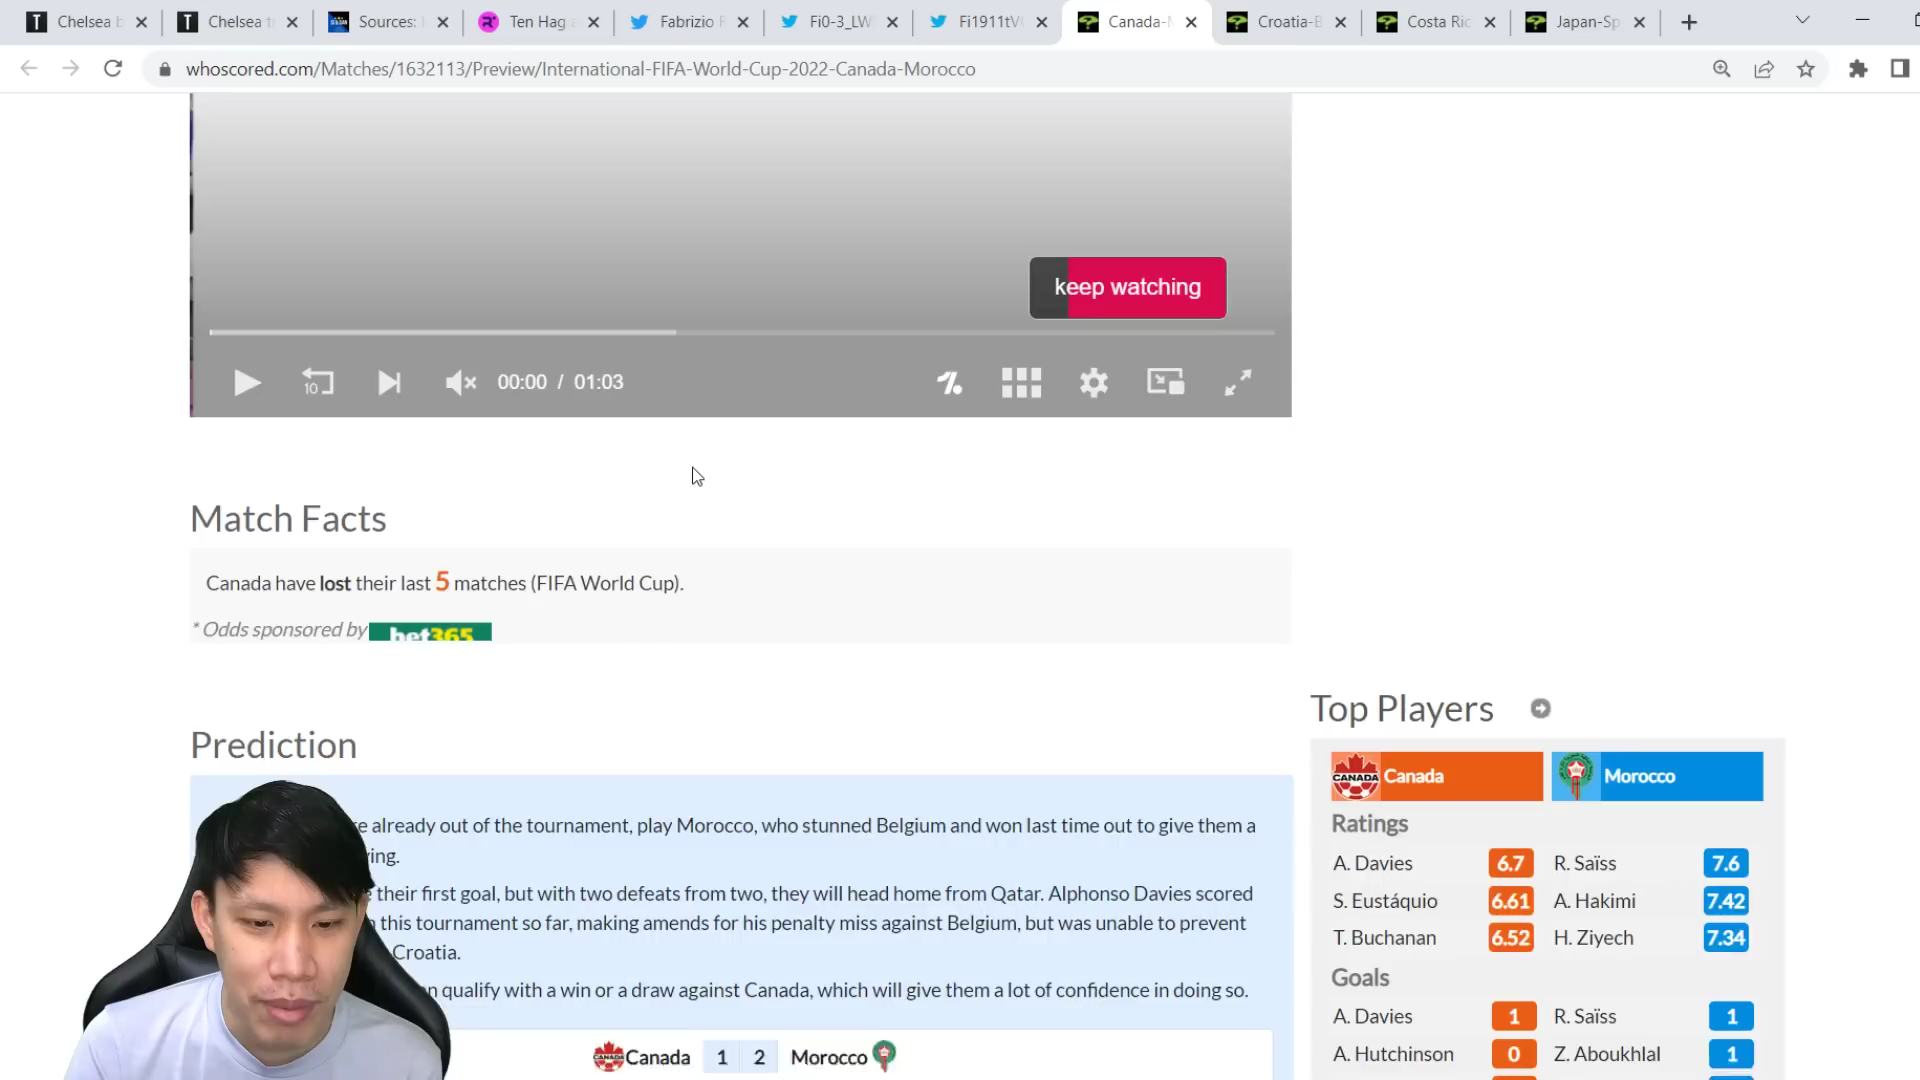 Chelsea b
Chelsea t
Sources:
Ten Hag
Fabrizio
Fi0-3_LW
Fi1911tV
Canada-
Croatia-
Costa Ric
Japan-Sp
whoscored.com/Matches/1632113/Preview/International-FIFA-World-Cup-2022-Canada-Morocco
keep watching
10
00:00 / 01:03
Match Facts
Canada have lost their last 5 matches (FIFA World Cup).
* Odds sponsored by bet365
Prediction
e already out of the tournament, play Morocco, who stunned Belgium and won last time out to give them a
ing.
their first goal, but with two defeats from two, they will head home from Qatar. Alphonso Davies scored
this tournament so far, making amends for his penalty miss against Belgium, but was unable to prevent
Croatia.
n qualify with a win or a draw against Canada, which will give them a lot of confidence in doing so.
Canada 1 2 Morocco
Top Players
CANADA Canada Morocco
Ratings
A. Davies 6.7 R. Saïss 7.6
S. Eustáquio 6.61 A. Hakimi 7.42
T. Buchanan 6.52 H. Ziyech 7.34
Goals
A. Davies 1 R. Saïss 1
A. Hutchinson 0 Z. Aboukhlal 1